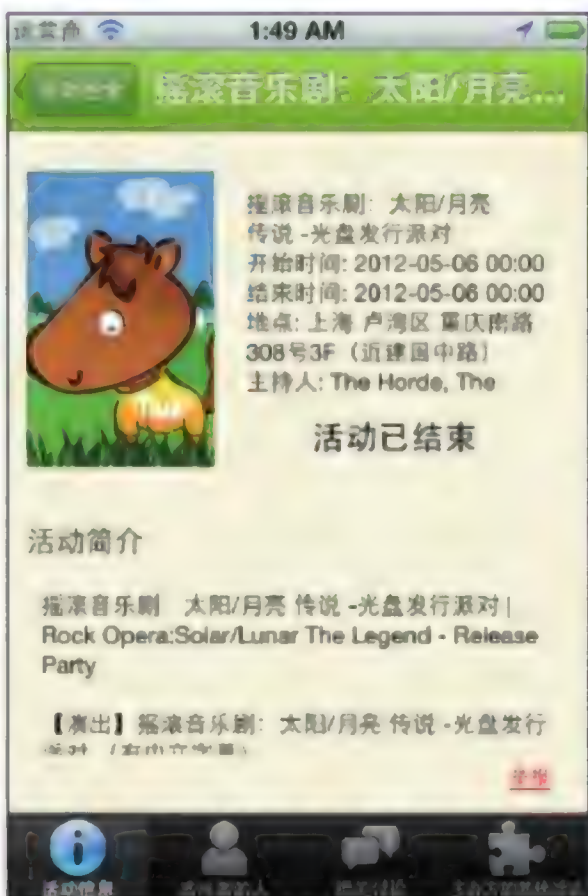 1:49 AM
摇滚音乐剧：太阳/月亮...
摇滚音乐剧：太阳/月亮
传说 -光盘发行派对
开始时间: 2012-05-06 00:00
结束时间: 2012-05-06 00:00
地点: 上海 卢湾区 重庆南路
308号3F（近建国中路）
主持人: The Horde, The
活动已结束
活动简介
摇滚音乐剧 太阳/月亮 传说 -光盘发行派对 |
Rock Opera:Solar/Lunar The Legend - Release
Party
【演出】摇滚音乐剧：太阳/月亮 传说 -光盘发行
举报
活动信息